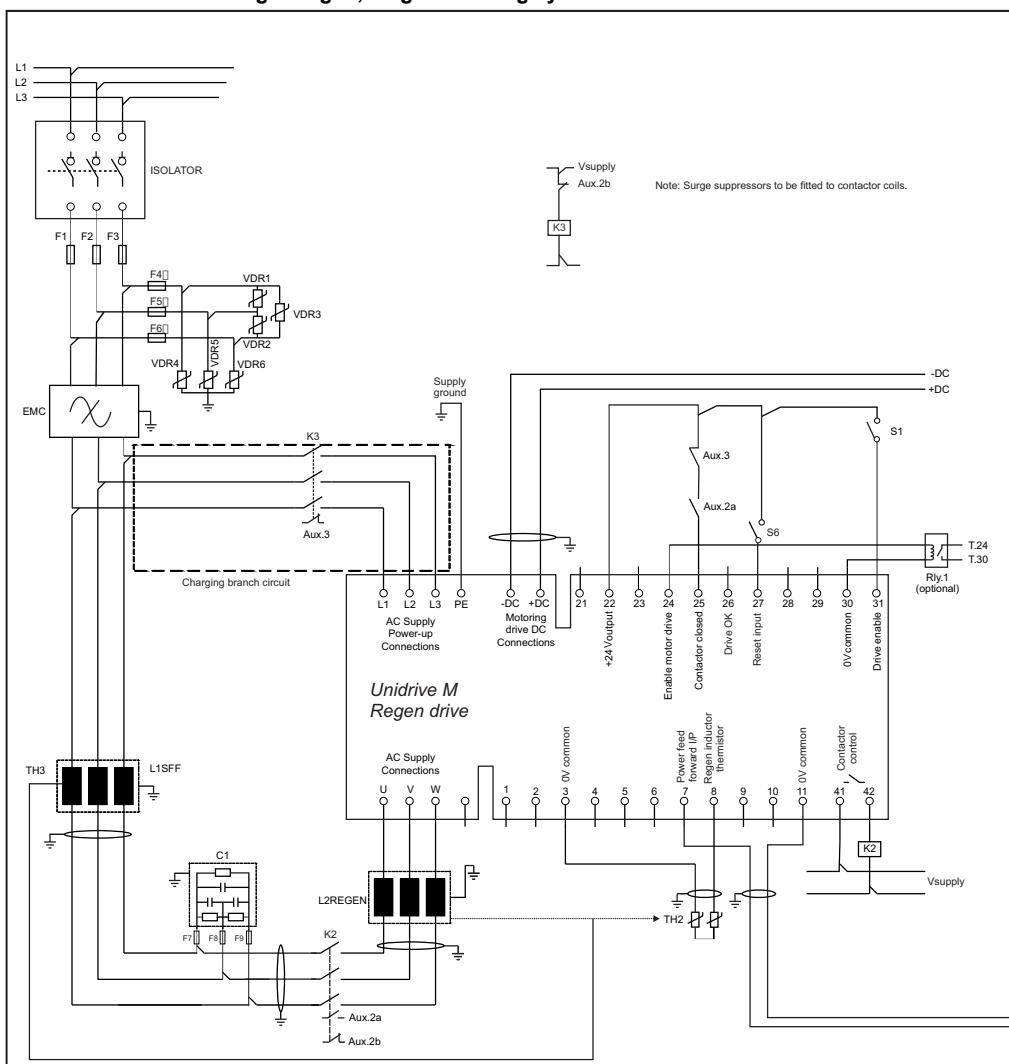 L1
L2
L3
ISOLATOR
F1 F2 F3
Vsupply
Aux.2b
K3
Note: Surge suppressors to be fitted to contactor coils.
F4
F5
F6
VDR1
VDR3
VDR2
VDR4
VDR5
VDR6
EMC
Supply
ground
-DC
+DC
K3
Aux.3
Charging branch circuit
Aux.3
Aux.2a
S6
S1
T.24
T.30
Rly.1
(optional)
L1 L2 L3 PE
AC Supply
Power-up
Connections
-DC +DC
Motoring
drive DC
Connections
21 22 23 24 25 26 27 28 29 30 31
+24 Voutput
Enable motor drive
Contactor closed
Drive OK
Reset input
0V common
Drive enable
Unidrive M
Regen drive
AC Supply
Connections
U V W
0V common
Power feed
forward I/P
Regen inductor
thermistor
0V common
Contactor
control
1 2 3 4 5 6 7 8 9 10 11 41 42
TH3
L1SFF
K2
Vsupply
C1
F7 F8 F9
L2REGEN
TH2
K2
Aux.2a
Aux.2b